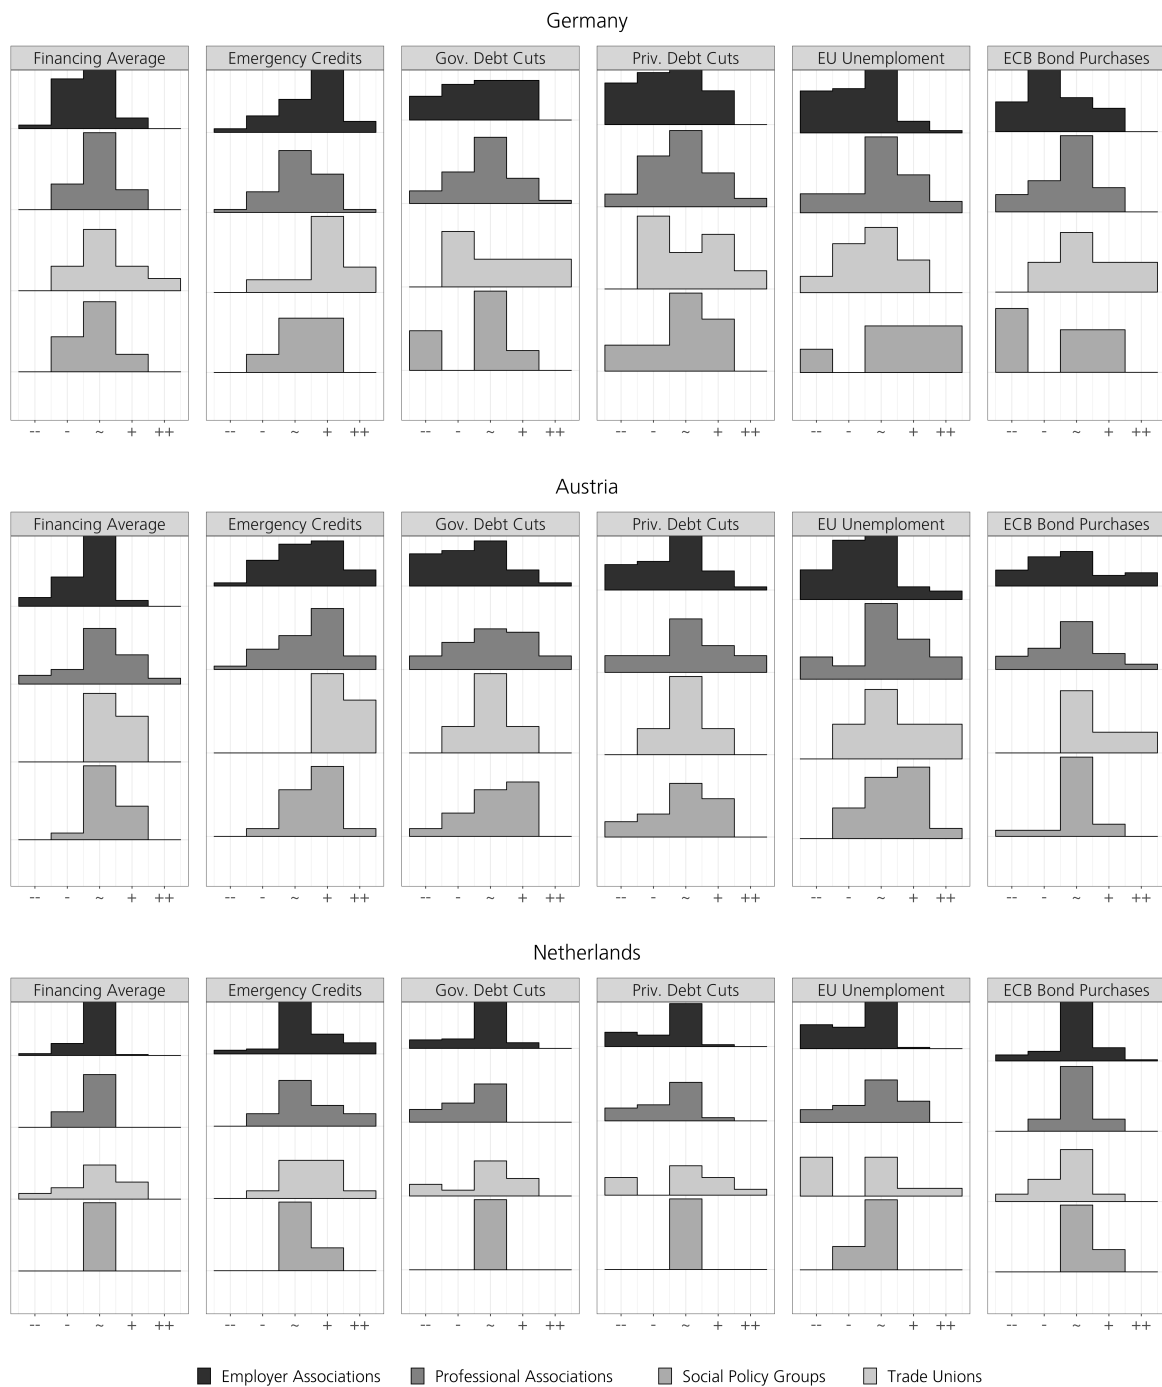 Germany
Financing Average Emergency Credits Gov. Debt Cuts Priv. Debt Cuts EU Unemploment ECB Bond Purchases
-- - ~ + ++ -- - ~ + ++ -- - ~ + ++ -- - ~ + ++ -- - ~ + ++ -- - ~ + ++
Austria
Financing Average Emergency Credits Gov. Debt Cuts Priv. Debt Cuts EU Unemploment ECB Bond Purchases
-- - ~ + ++ -- - ~ + ++ -- - ~ + ++ -- - ~ + ++ -- - ~ + ++ -- - ~ + ++
Netherlands
Financing Average Emergency Credits Gov. Debt Cuts Priv. Debt Cuts EU Unemploment ECB Bond Purchases
-- - ~ + ++ -- - ~ + ++ -- - ~ + ++ -- - ~ + ++ -- - ~ + ++ -- - ~ + ++
Employer Associations Professional Associations Social Policy Groups Trade Unions